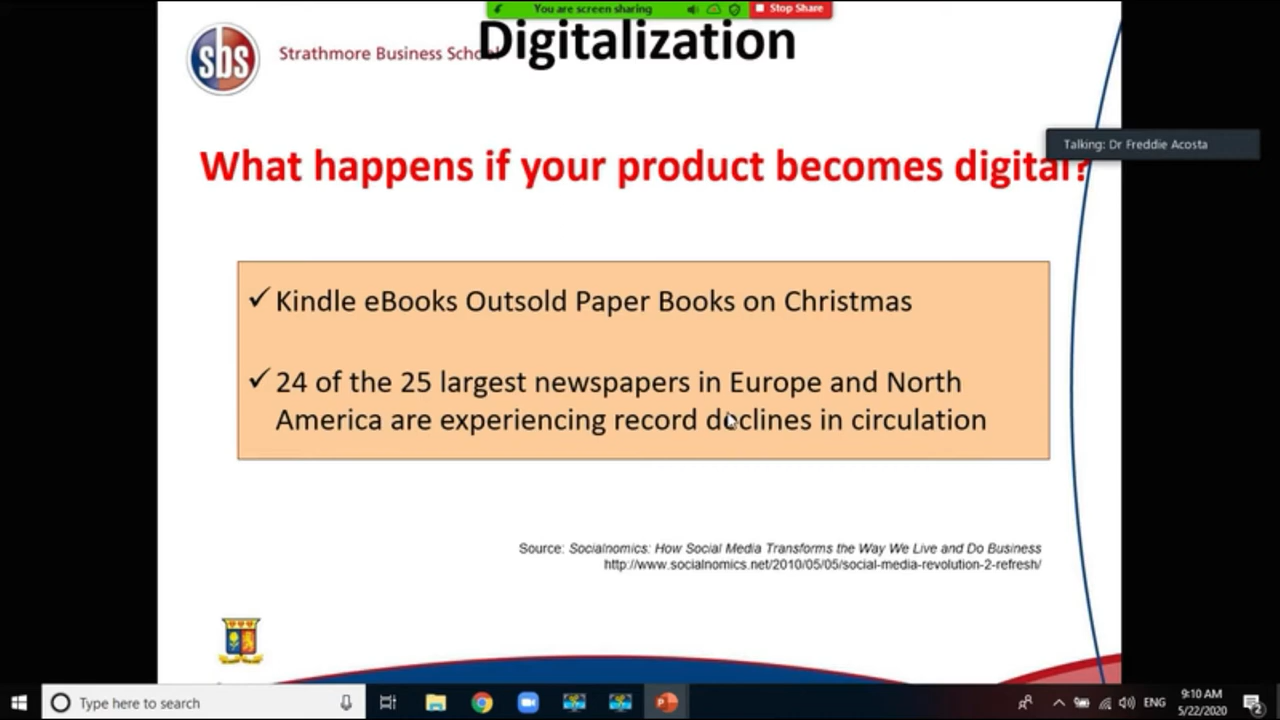 You are screen sharing
Stop Share
Digitalization
sbs
Strathmore Business School
Talking: Dr Freddie Acosta
What happens if your product becomes digital?
✓ Kindle eBooks Outsold Paper Books on Christmas
✓ 24 of the 25 largest newspapers in Europe and North
America are experiencing record declines in circulation
Source: Socialnomics: How Social Media Transforms the Way We Live and Do Business
http://www.socialnomics.net/2010/05/05/social-media-revolution-2-refresh/
Type here to search
ENG
9:10 AM
5/22/2020
2